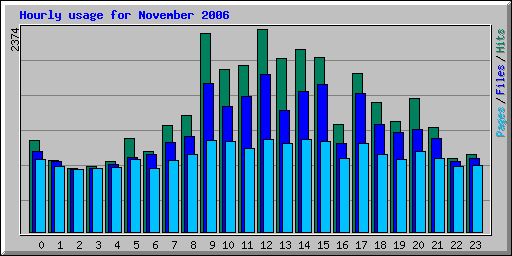 Hourly usage for November 2006
2374
Pages / Files / Hits
0 1 2 3 4 5 6 7 8 9 10 11 12 13 14 15 16 17 18 19 20 21 22 23